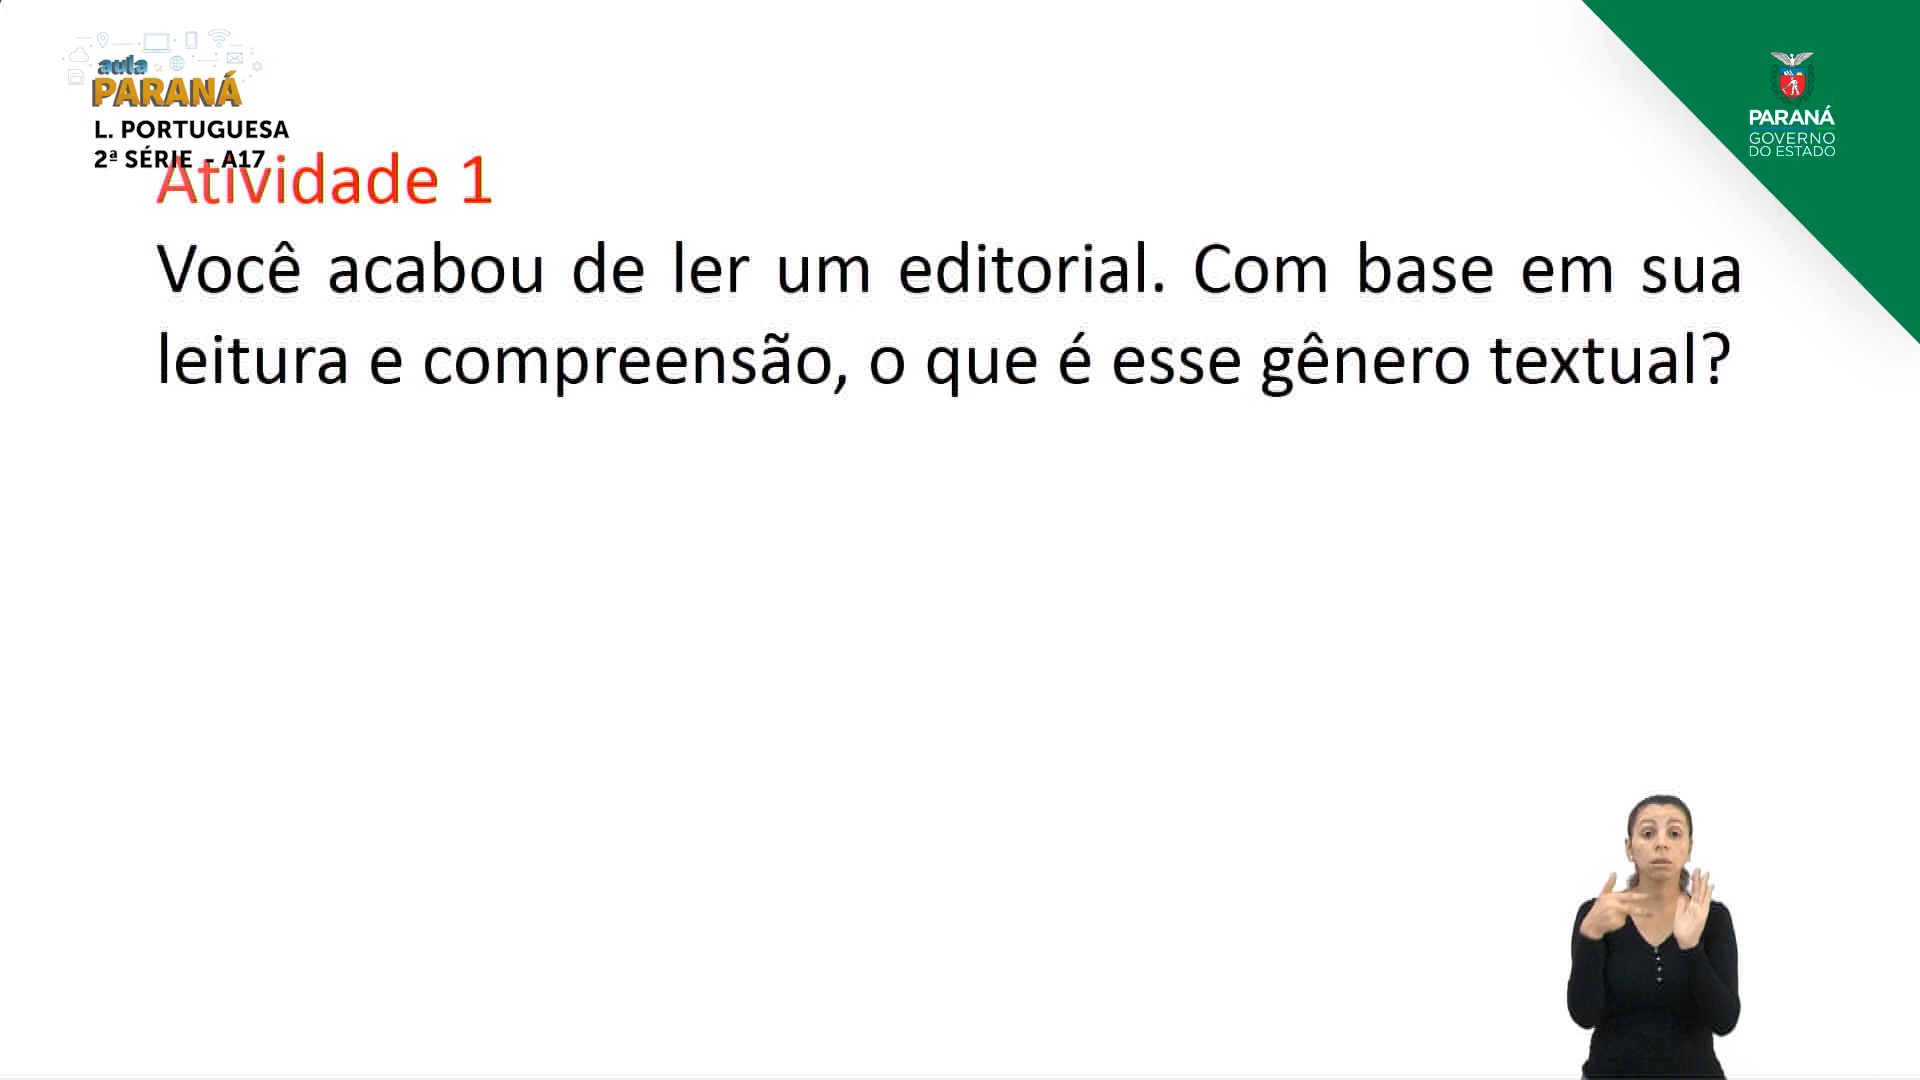 aula
PARANÁ
L. PORTUGUESA
2ª SÉRIE - A17
PARANÁ
GOVERNO
DO ESTADO
Atividade 1
Você acabou de ler um editorial. Com base em sua
leitura e compreensão, o que é esse gênero textual?